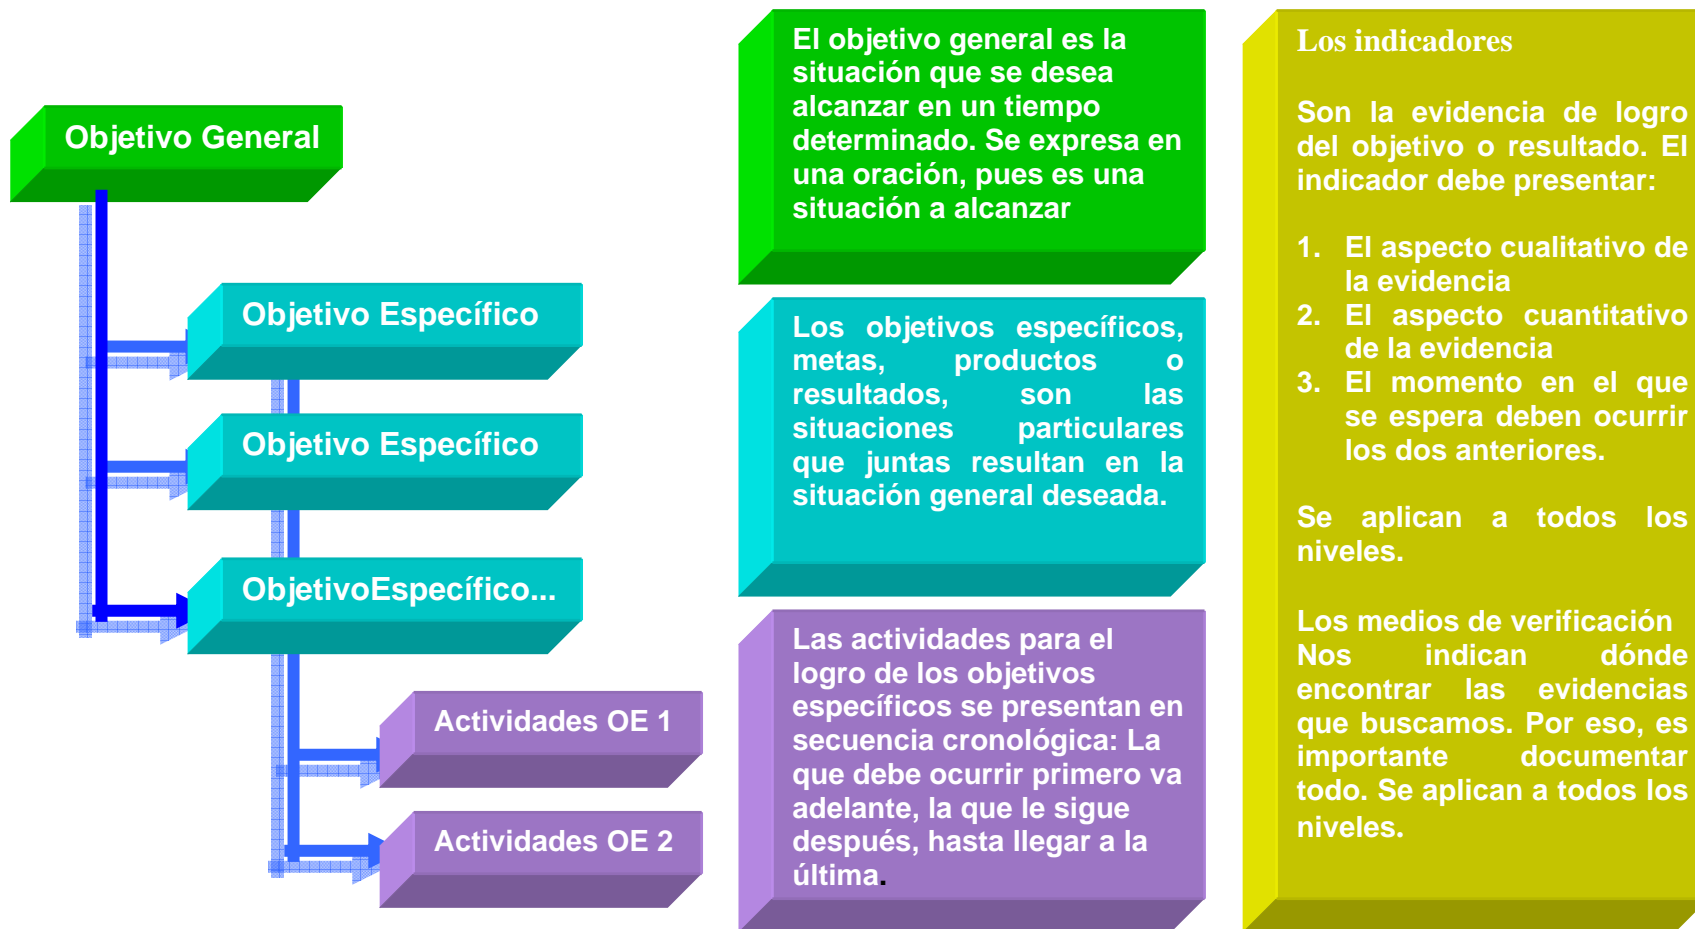 Objetivo General
Objetivo Específico
Objetivo Específico
ObjetivoEspecífico...
Actividades OE 1
Actividades OE 2
El objetivo general es la
situación que se desea
alcanzar en un tiempo
determinado. Se expresa en
una oración, pues es una
situación a alcanzar
Los objetivos específicos,
metas, productos o
resultados, son las
situaciones particulares
que juntas resultan en la
situación general deseada.
Las actividades para el
logro de los objetivos
específicos se presentan en
secuencia cronológica: La
que debe ocurrir primero va
adelante, la que le sigue
después, hasta llegar a la
última.
Los indicadores
Son la evidencia de logro
del objetivo o resultado. El
indicador debe presentar:
1. El aspecto cualitativo de
la evidencia
2. El aspecto cuantitativo
de la evidencia
3. El momento en el que
se espera deben ocurrir
los dos anteriores.
Se aplican a todos los
niveles.
Los medios de verificación
Nos indican dónde
encontrar las evidencias
que buscamos. Por eso, es
importante documentar
todo. Se aplican a todos los
niveles.